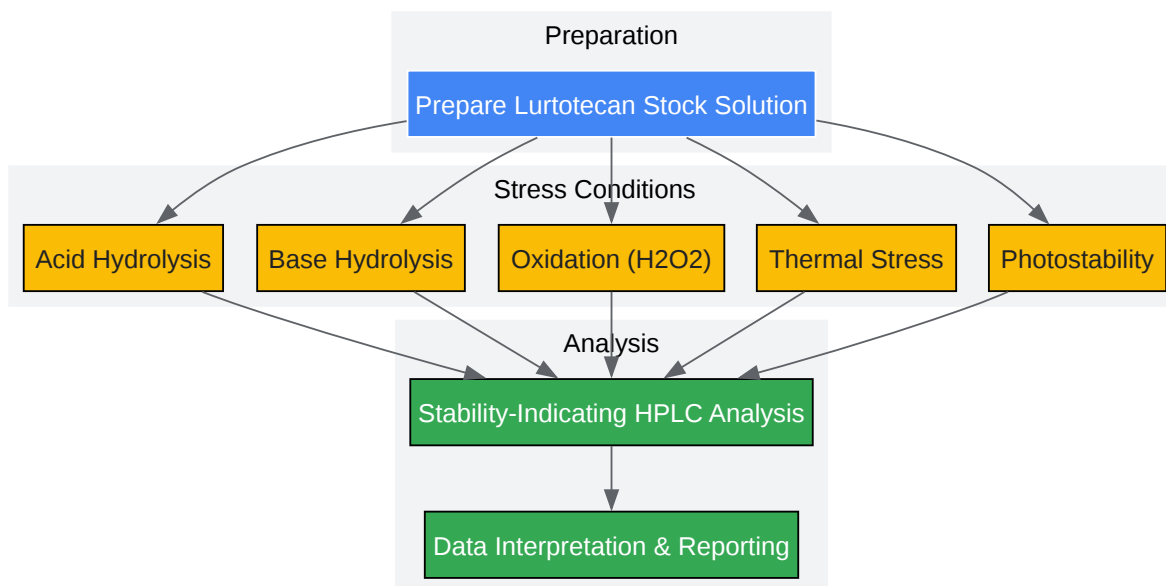 Preparation
Prepare Lurtotecan Stock Solution
Stress Conditions
Acid Hydrolysis
Base Hydrolysis
Oxidation (H2O2)
Thermal Stress
Photostability
Analysis
Stability-Indicating HPLC Analysis
Data Interpretation & Reporting